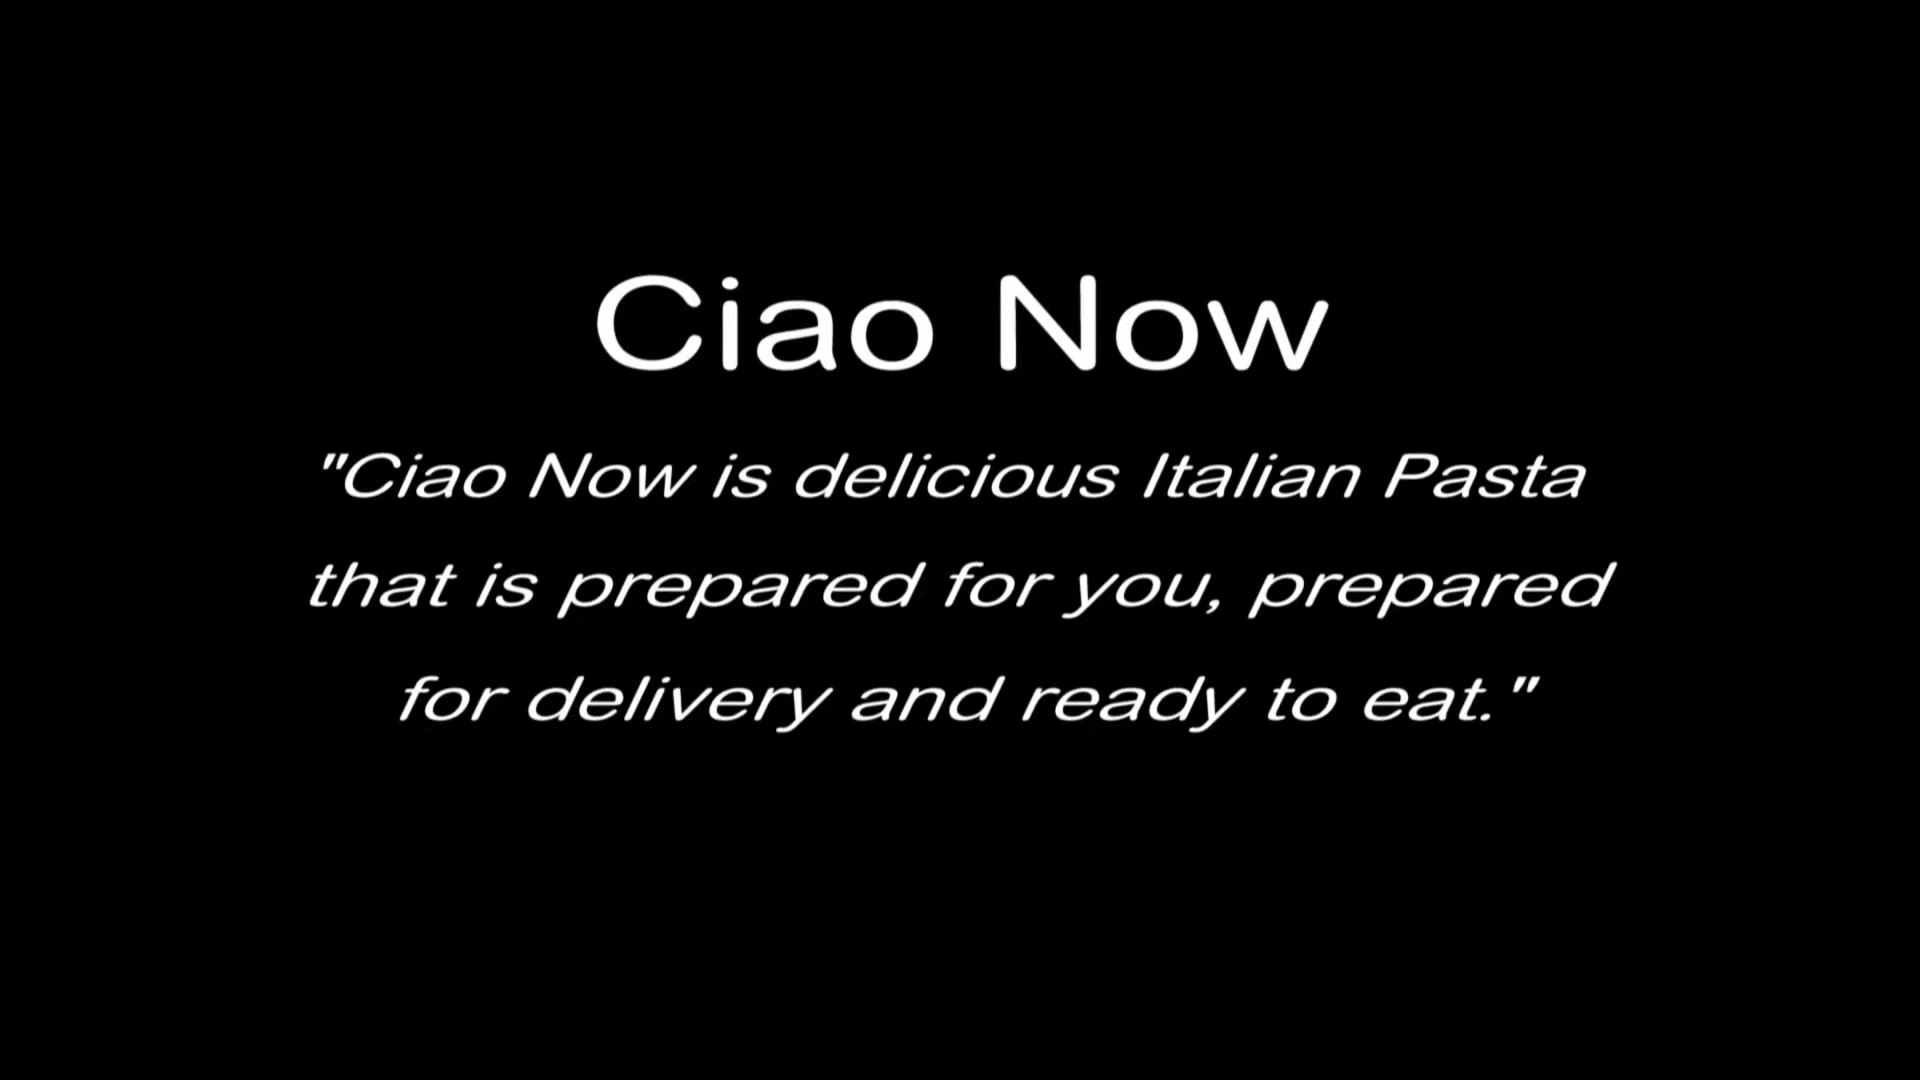 Ciao Now
"Ciao Now is delicious Italian Pasta
that is prepared for you, prepared
for delivery and ready to eat."